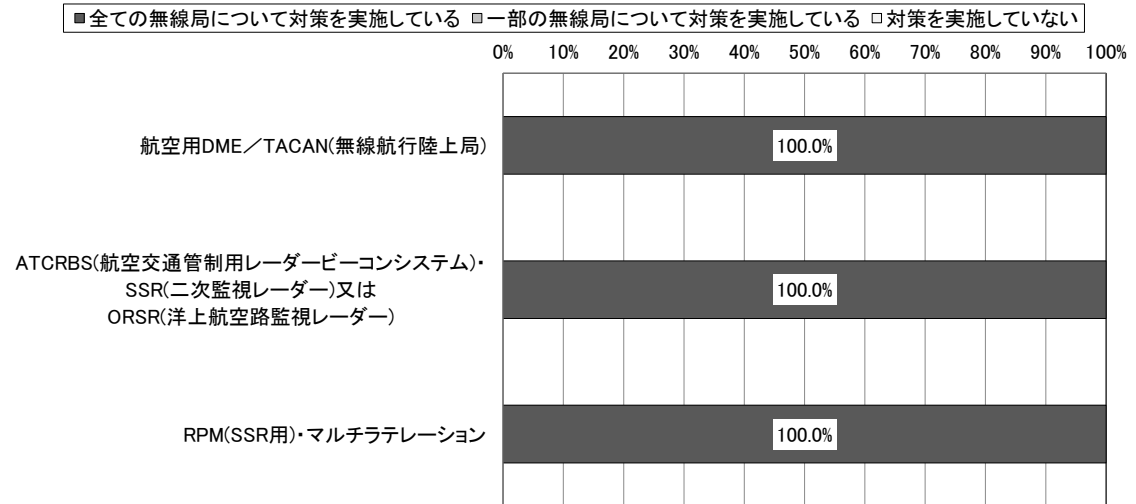 ■全ての無線局について対策を実施している □一部の無線局について対策を実施している □対策を実施していない
0% 10% 20% 30% 40% 50% 60% 70% 80% 90% 100%
航空用DME／TACAN(無線航行陸上局)
100.0%
ATCRBS(航空交通管制用レーダービーコンシステム)・
SSR(二次監視レーダー)又は
ORSR(洋上航空路監視レーダー)
100.0%
RPM(SSR用)・マルチラテレーション
100.0%